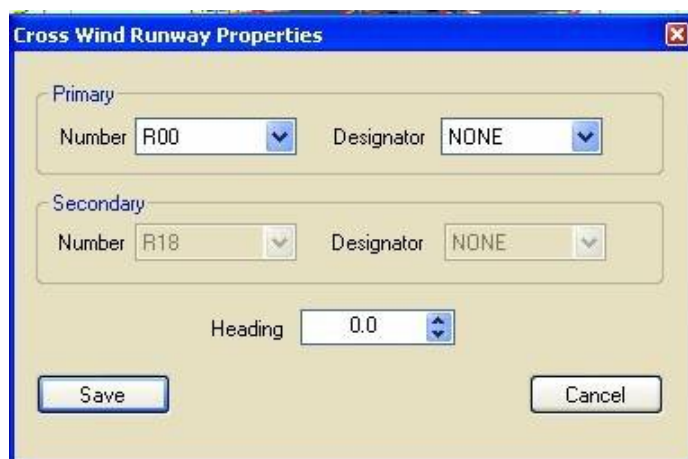 Cross Wind Runway Properties
Primary
Number R00 Designator NONE
Secondary
Number R18 Designator NONE
Heading 0.0
Save Cancel